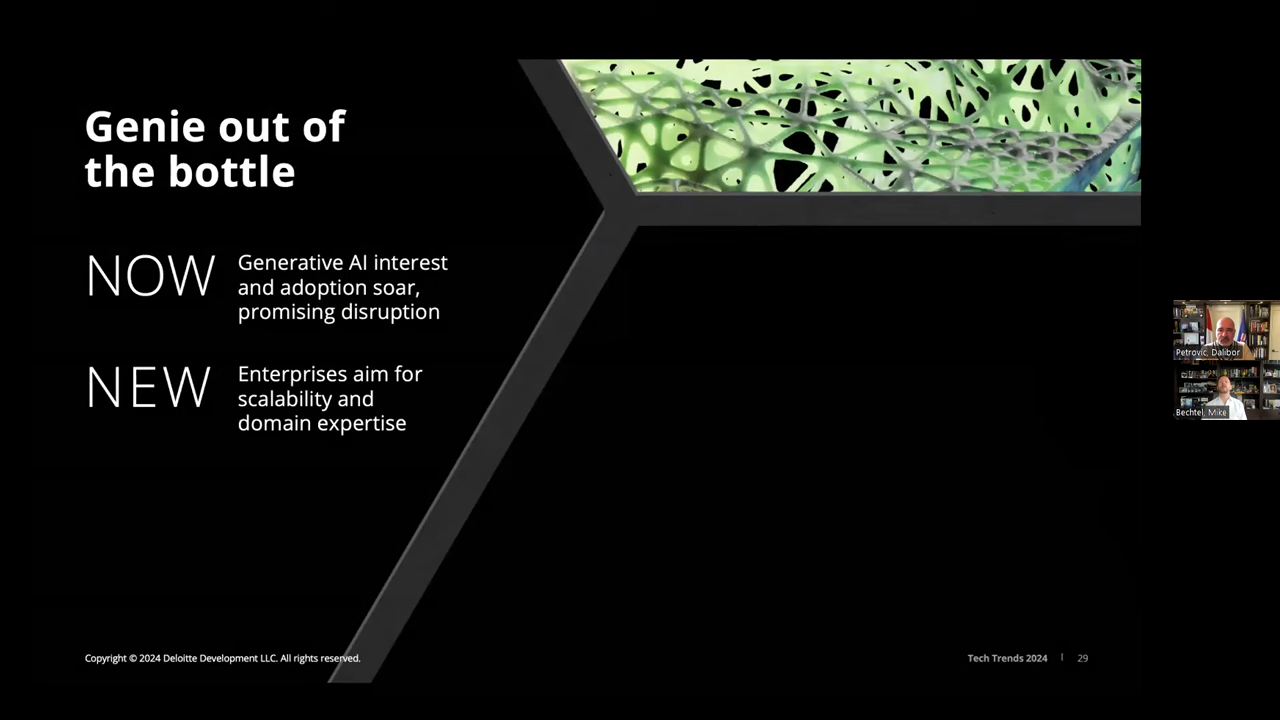 Genie out of
the bottle
NOW
Generative AI interest
and adoption soar,
promising disruption
NEW
Enterprises aim for
scalability and
domain expertise
Petrovic, Dalibor
Bechtel, Mike
Copyright © 2024 Deloitte Development LLC. All rights reserved.
Tech Trends 2024 | 29